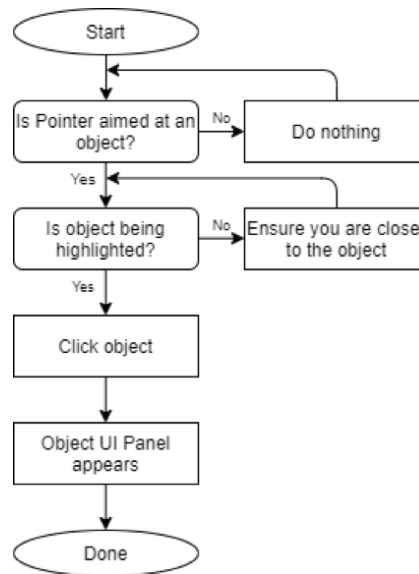 Start
Is Pointer aimed at an
object?
No
Do nothing
Yes
Is object being
highlighted?
No
Ensure you are close
to the object
Yes
Click object
Object UI Panel
appears
Done